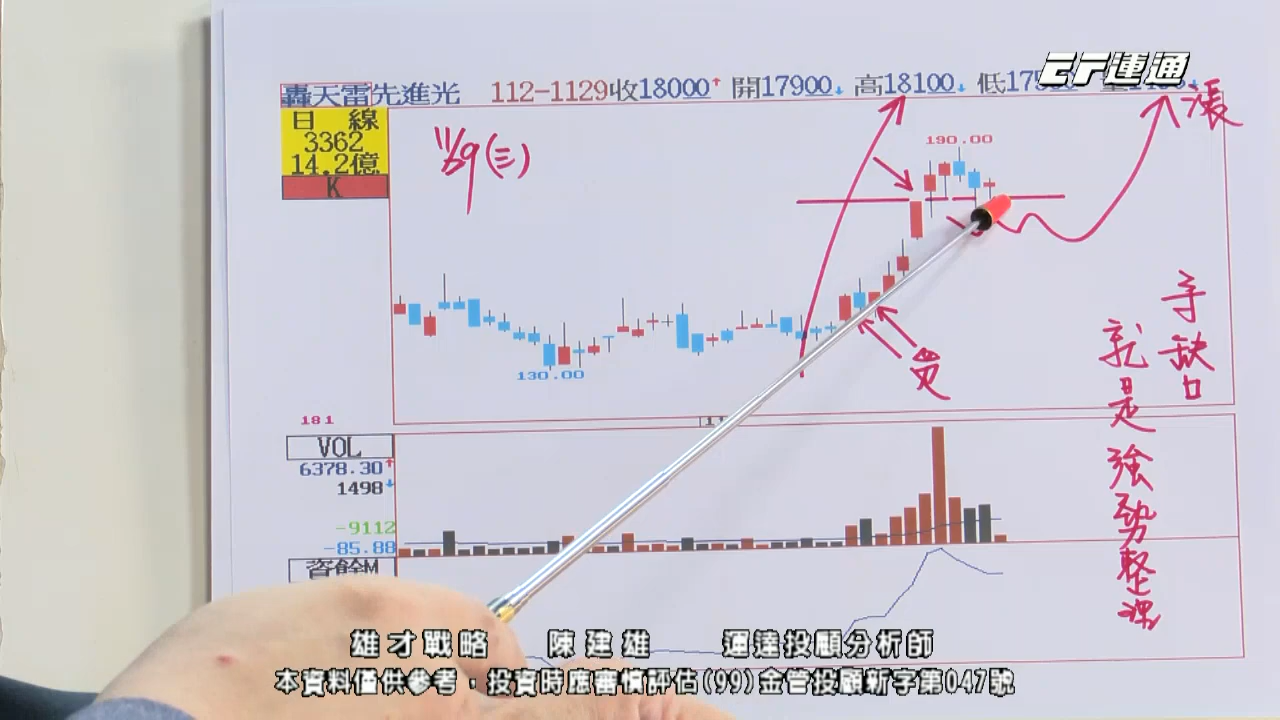 EF運通
轟天雷先進光 112-1129收18000↑ 開17900↓ 高18100↓ 低17
漲
日線
3362
14.2億
K
11/29(三)
190.00
買
130.00
守缺口
就是強勁整理
181
VOL
6378.30↑
1498↓
-9112
-85.88
資餘M
雄才戰略 陳建雄 運達投顧分析師
本資料僅供參考，投資時應審慎評估(99)金管投顧新字第047號